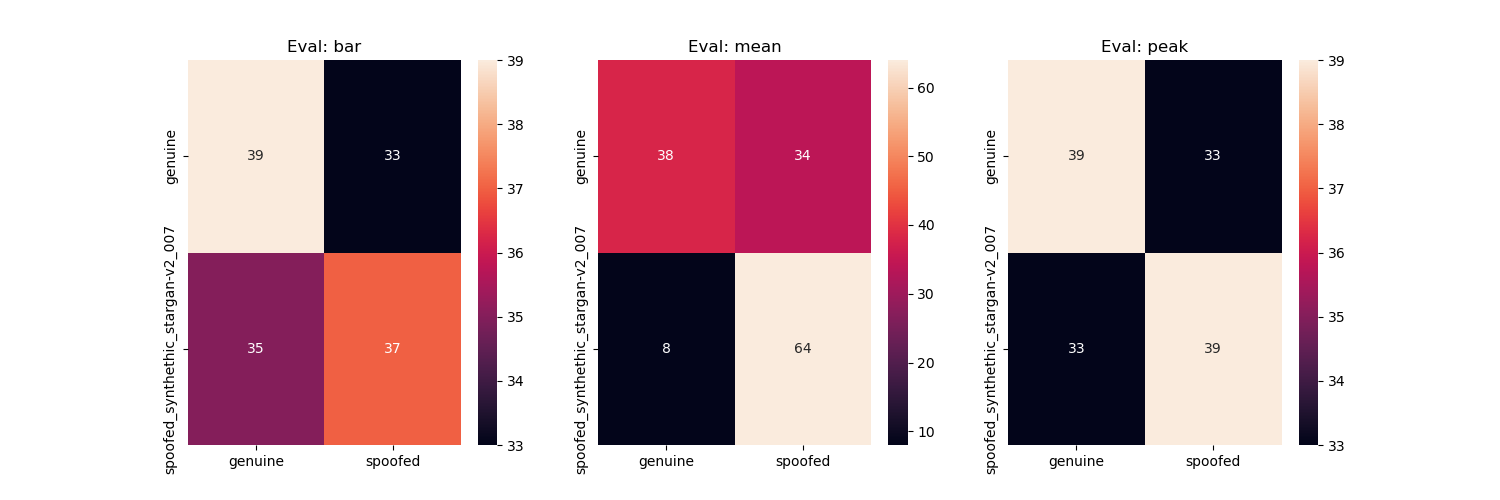 Eval: bar
genuine
spoofed_synthethic_stargan-v2_007
39 33
35 37
genuine spoofed
39
38
37
36
35
34
33
Eval: mean
genuine
spoofed_synthethic_stargan-v2_007
38 34
8 64
genuine spoofed
60
50
40
30
20
10
Eval: peak
genuine
spoofed_synthethic_stargan-v2_007
39 33
33 39
genuine spoofed
39
38
37
36
35
34
33